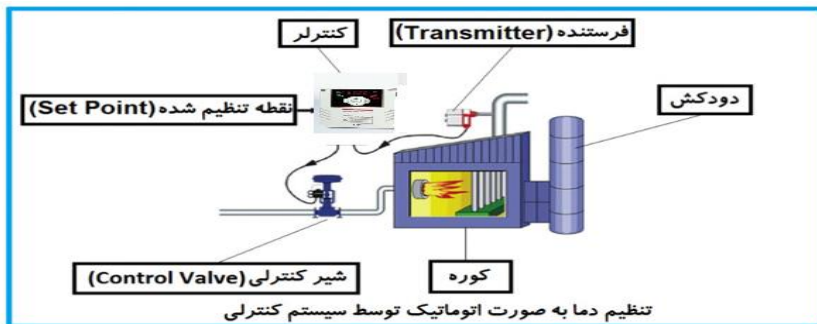 کنترلر
فرستنده (Transmitter)
نقطه تنظیم شده (Set Point)
دودکش
شیر کنترلی (Control Valve)
کوره
تنظیم دما به صورت اتوماتیک توسط سیستم کنترلی